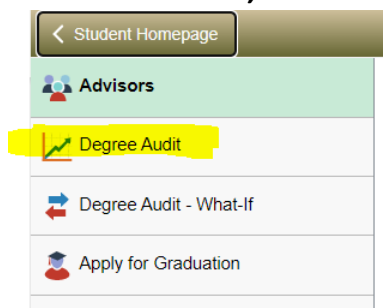 Student Homepage
Advisors
Degree Audit
Degree Audit - What-If
Apply for Graduation